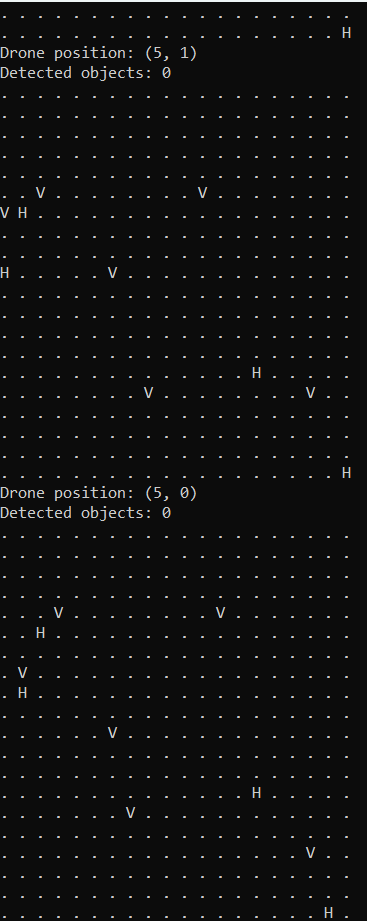 . . . . . . . . . . . . . . . . . . . .
. . . . . . . . . . . . . . . . . . . H
Drone position: (5, 1)
Detected objects: 0
. . . . . . . . . . . . . . . . . . . .
. . . . . . . . . . . . . . . . . . . .
. . . . . . . . . . . . . . . . . . . .
. . . . . . . . . . . . . . . . . . . .
. . . . . . . . . . . . . . . . . . . .
. . V . . . . . . . . V . . . . . . . .
V H . . . . . . . . . . . . . . . . . .
. . . . . . . . . . . . . . . . . . . .
. . . . . . . . . . . . . . . . . . . .
H . . . . . V . . . . . . . . . . . . .
. . . . . . . . . . . . . . . . . . . .
. . . . . . . . . . . . . . . . . . . .
. . . . . . . . . . . . . . . . . . . .
. . . . . . . . . . . . . . . . . . . .
. . . . . . . . . . . . . . H . . . . .
. . . . . . . . V . . . . . . . . V . .
. . . . . . . . . . . . . . . . . . . .
. . . . . . . . . . . . . . . . . . . .
. . . . . . . . . . . . . . . . . . . .
. . . . . . . . . . . . . . . . . . . H
Drone position: (5, 0)
Detected objects: 0
. . . . . . . . . . . . . . . . . . . .
. . . . . . . . . . . . . . . . . . . .
. . . . . . . . . . . . . . . . . . . .
. . . . . . . . . . . . . . . . . . . .
. . . V . . . . . . . . V . . . . . . .
. . H . . . . . . . . . . . . . . . . .
. . . . . . . . . . . . . . . . . . . .
. V . . . . . . . . . . . . . . . . . .
. H . . . . . . . . . . . . . . . . . .
. . . . . . . . . . . . . . . . . . . .
. . . . . . V . . . . . . . . . . . . .
. . . . . . . . . . . . . . . . . . . .
. . . . . . . . . . . . . . . . . . . .
. . . . . . . . . . . . . . H . . . . .
. . . . . . . V . . . . . . . . . . . .
. . . . . . . . . . . . . . . . . . . .
. . . . . . . . . . . . . . . . . V . .
. . . . . . . . . . . . . . . . . . . .
. . . . . . . . . . . . . . . . . . . .
. . . . . . . . . . . . . . . . . . H .